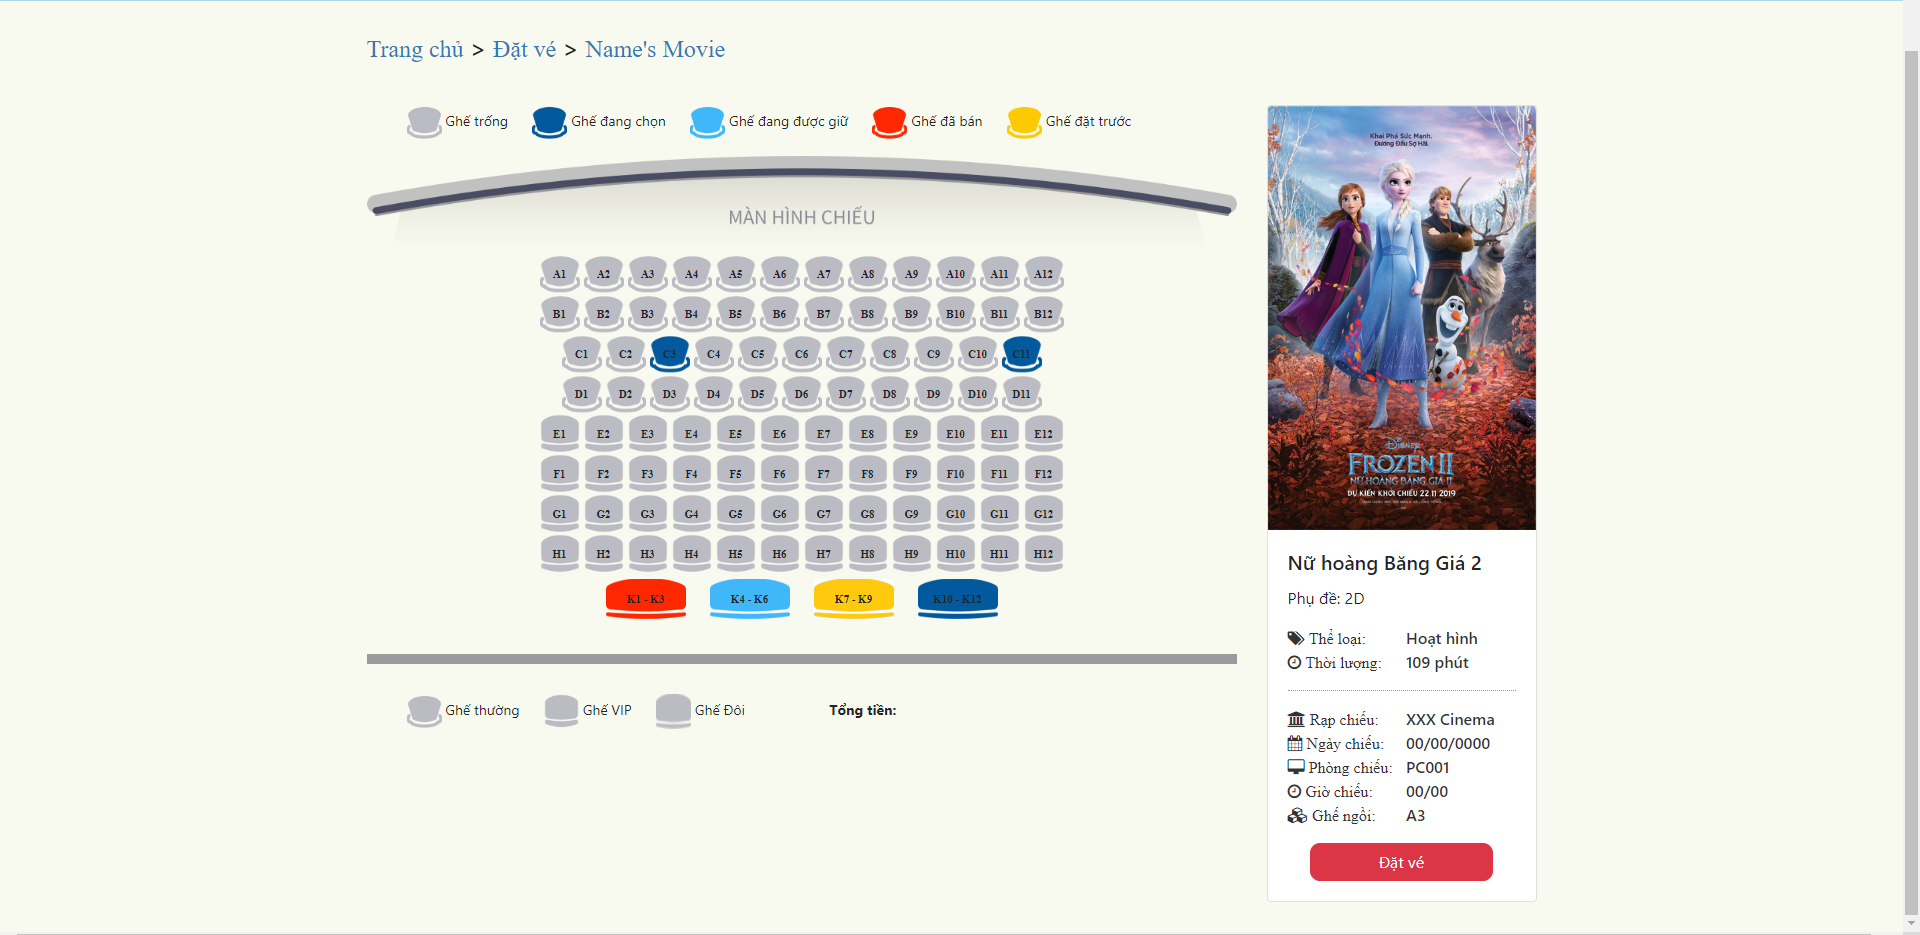 Trang chủ > Đặt vé > Name's Movie
Ghế trống
Ghế đang chọn
Ghế đang được giữ
Ghế đã bán
Ghế đặt trước
MÀN HÌNH CHIẾU
A1 A2 A3 A4 A5 A6 A7 A8 A9 A10 A11 A12
B1 B2 B3 B4 B5 B6 B7 B8 B9 B10 B11 B12
C1 C2 C3 C4 C5 C6 C7 C8 C9 C10 C11
D1 D2 D3 D4 D5 D6 D7 D8 D9 D10 D11
E1 E2 E3 E4 E5 E6 E7 E8 E9 E10 E11 E12
F1 F2 F3 F4 F5 F6 F7 F8 F9 F10 F11 F12
G1 G2 G3 G4 G5 G6 G7 G8 G9 G10 G11 G12
H1 H2 H3 H4 H5 H6 H7 H8 H9 H10 H11 H12
K1 - K3 K4 - K6 K7 - K9 K10 - K12
Ghế thường
Ghế VIP
Ghế Đôi
Tổng tiền:
Khai Phá Sức Mạnh.
Đương Đầu Sợ Hãi.
DISNEY
FROZEN II
NỮ HOÀNG BĂNG GIÁ II
DỰ KIẾN KHỞI CHIẾU 22 11 2019
Nữ hoàng Băng Giá 2
Phụ đề: 2D
Thể loại: Hoạt hình
Thời lượng: 109 phút
Rạp chiếu: XXX Cinema
Ngày chiếu: 00/00/0000
Phòng chiếu: PC001
Giờ chiếu: 00/00
Ghế ngồi: A3
Đặt vé